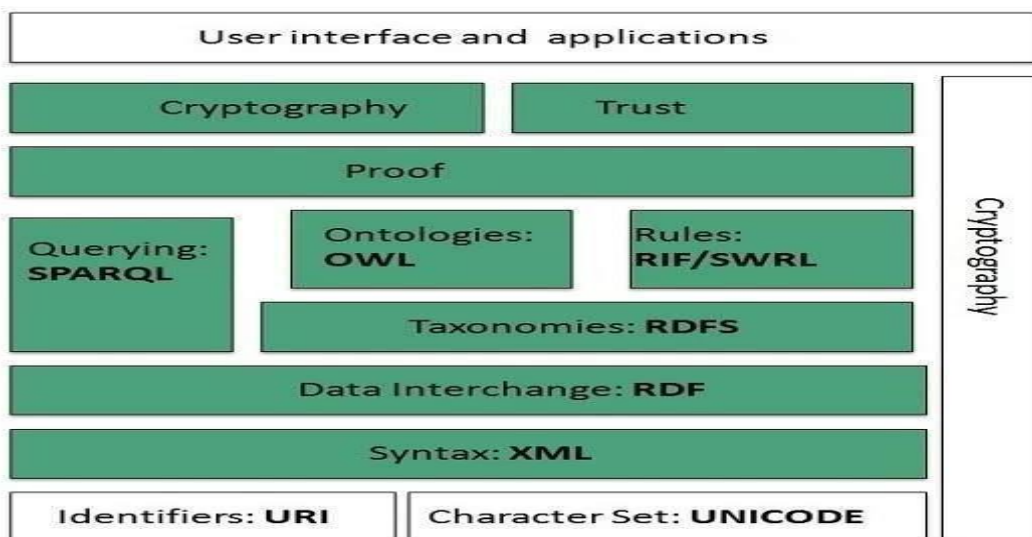 User interface and applications
Cryptography
Trust
Proof
Querying:
SPARQL
Ontologies:
OWL
Rules:
RIF/SWRL
Taxonomies: RDFS
Data Interchange: RDF
Syntax: XML
Identifiers: URI
Character Set: UNICODE
Cryptography